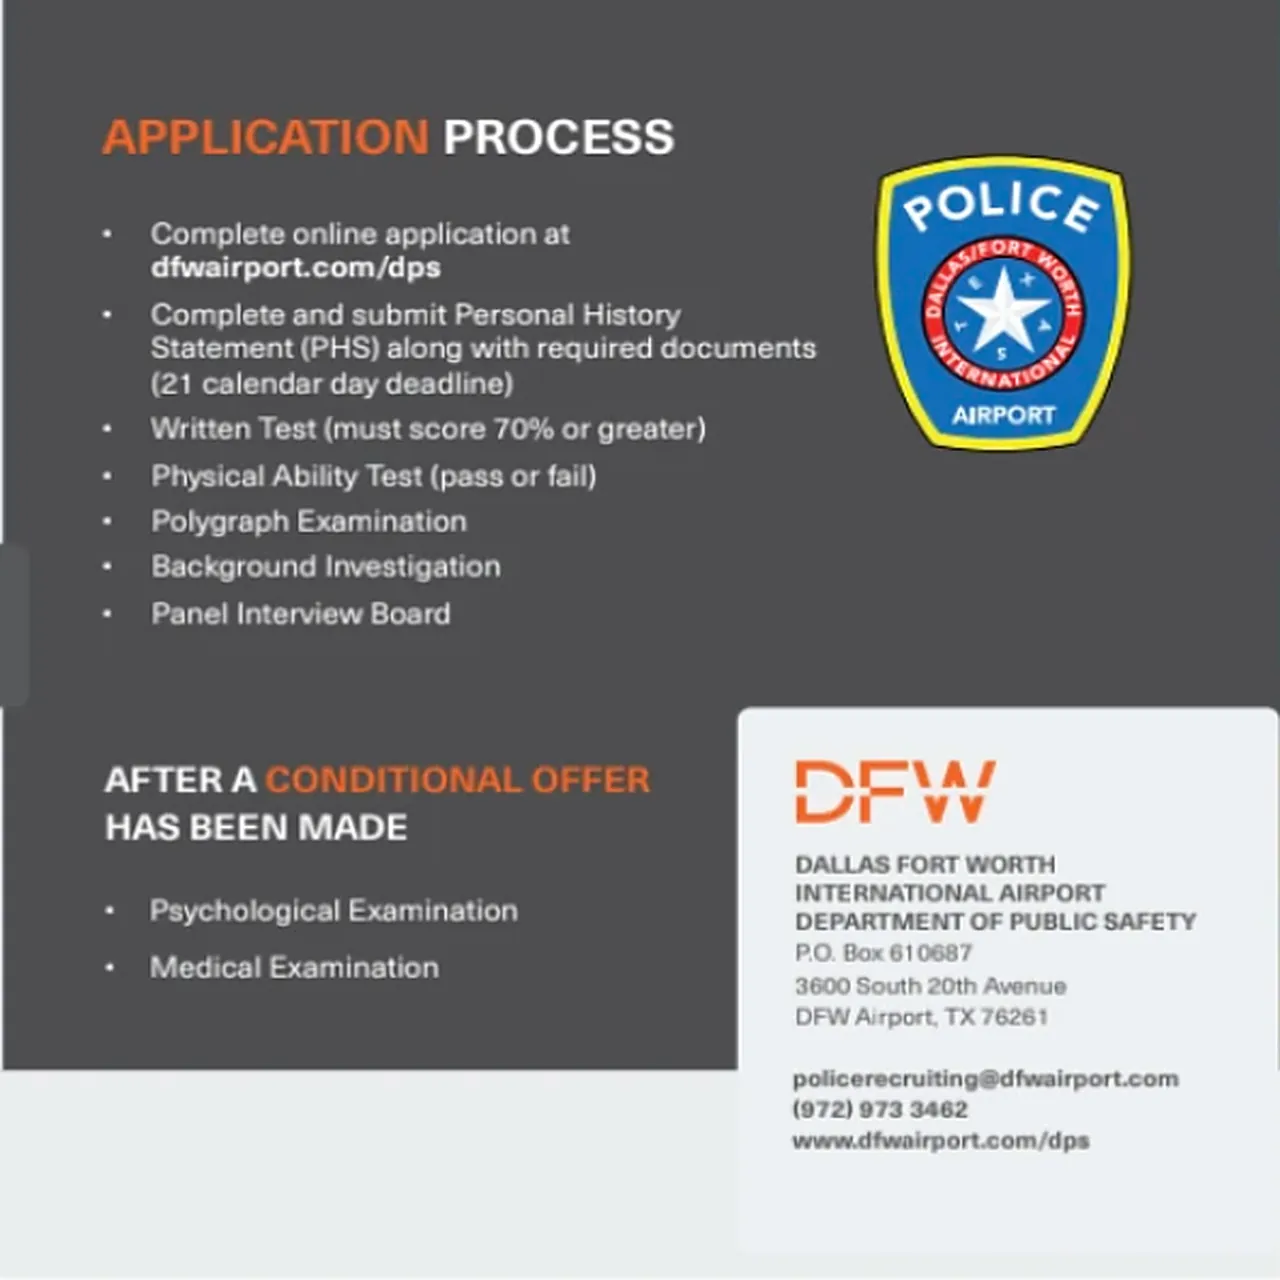 APPLICATION PROCESS
• Complete online application at
dfwairport.com/dps
• Complete and submit Personal History
Statement (PHS) along with required documents
(21 calendar day deadline)
• Written Test (must score 70% or greater)
• Physical Ability Test (pass or fail)
• Polygraph Examination
• Background Investigation
• Panel Interview Board
POLICE
DALLAS/FORT WORTH
TEXAS
INTERNATIONAL
AIRPORT
AFTER A CONDITIONAL OFFER
HAS BEEN MADE
• Psychological Examination
• Medical Examination
DFW
DALLAS FORT WORTH
INTERNATIONAL AIRPORT
DEPARTMENT OF PUBLIC SAFETY
P.O. Box 610687
3600 South 20th Avenue
DFW Airport, TX 76261
policerecruiting@dfwairport.com
(972) 973 3462
www.dfwairport.com/dps